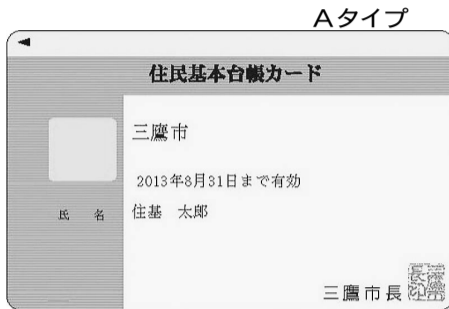 Aタイプ
◀
住民基本台帳カード
三鷹市
2013年8月31日まで有効
氏 名 住基 太郎
三鷹市長